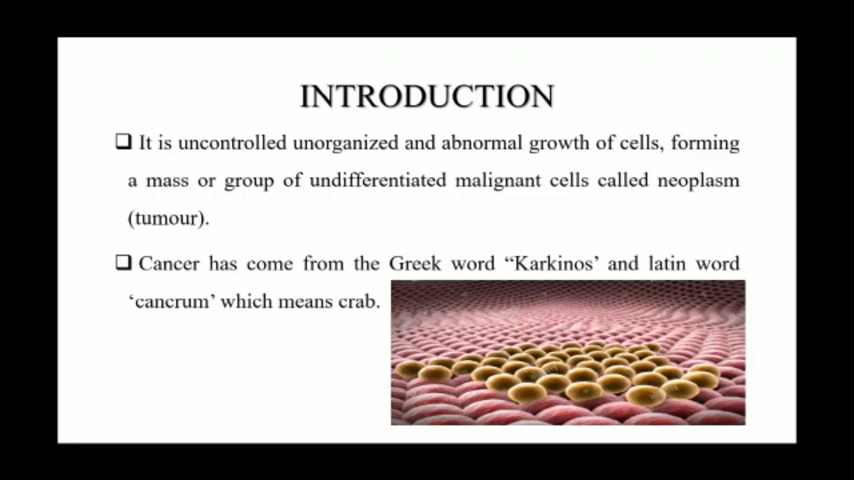 INTRODUCTION
❑ It is uncontrolled unorganized and abnormal growth of cells, forming
a mass or group of undifferentiated malignant cells called neoplasm
(tumour).
❑ Cancer has come from the Greek word “Karkinos’ and latin word
‘cancrum’ which means crab.